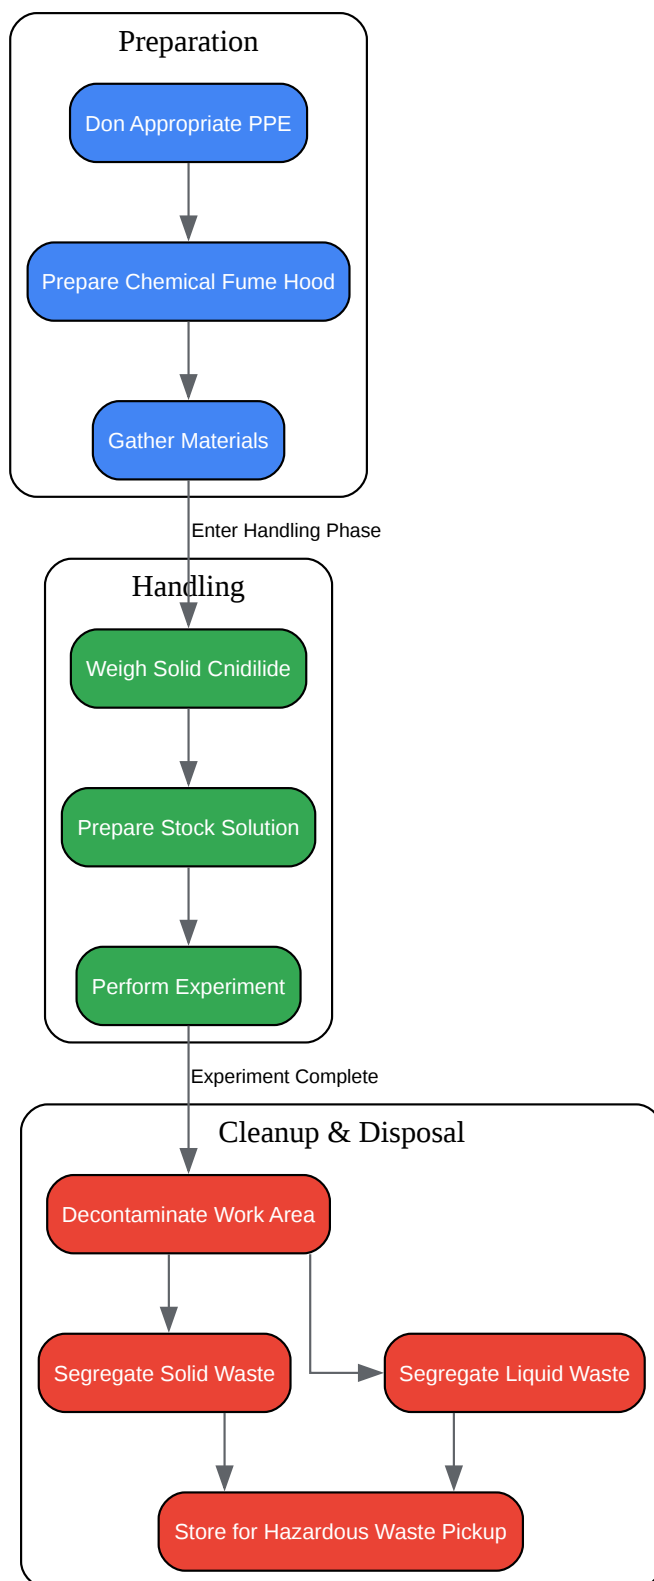 Preparation
Don Appropriate PPE
Prepare Chemical Fume Hood
Gather Materials
Enter Handling Phase
Handling
Weigh Solid Cnidilide
Prepare Stock Solution
Perform Experiment
Experiment Complete
Cleanup & Disposal
Decontaminate Work Area
Segregate Solid Waste
Segregate Liquid Waste
Store for Hazardous Waste Pickup